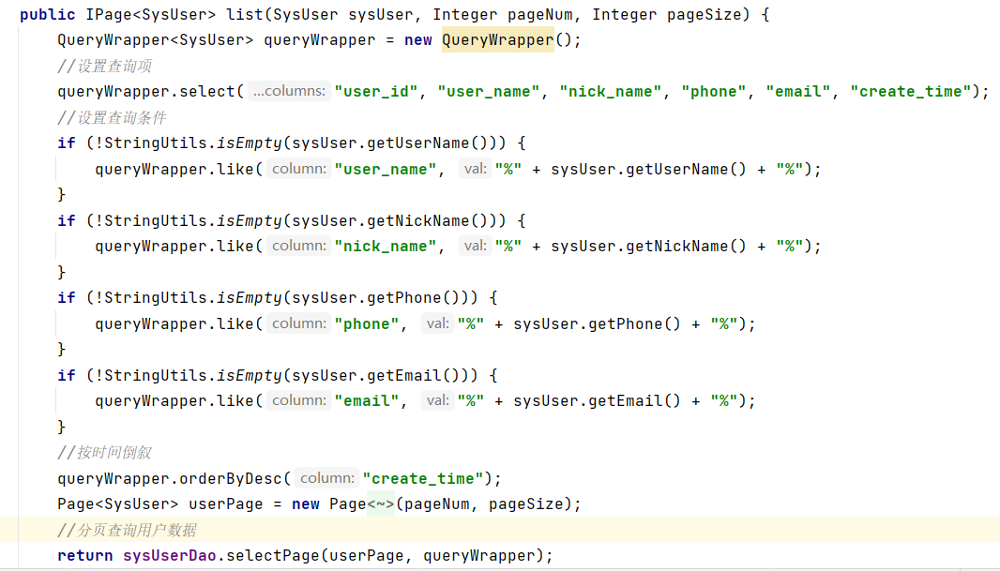 public IPage<SysUser> list(SysUser sysUser, Integer pageNum, Integer pageSize) {
QueryWrapper<SysUser> queryWrapper = new QueryWrapper();
//设置查询项
queryWrapper.select( ...columns: "user_id", "user_name", "nick_name", "phone", "email", "create_time");
//设置查询条件
if (!StringUtils.isEmpty(sysUser.getUserName())) {
queryWrapper.like( column: "user_name", val: "%" + sysUser.getUserName() + "%");
}
if (!StringUtils.isEmpty(sysUser.getNickName())) {
queryWrapper.like( column: "nick_name", val: "%" + sysUser.getNickName() + "%");
}
if (!StringUtils.isEmpty(sysUser.getPhone())) {
queryWrapper.like( column: "phone", val: "%" + sysUser.getPhone() + "%");
}
if (!StringUtils.isEmpty(sysUser.getEmail())) {
queryWrapper.like( column: "email", val: "%" + sysUser.getEmail() + "%");
}
//按时间倒叙
queryWrapper.orderByDesc( column: "create_time");
Page<SysUser> userPage = new Page<~>(pageNum, pageSize);
//分页查询用户数据
return sysUserDao.selectPage(userPage, queryWrapper);